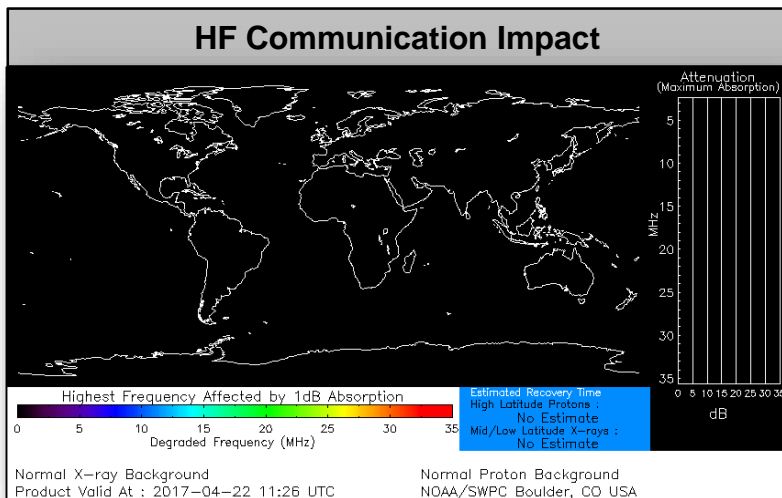 HF Communication Impact
Attenuation
(Maximum Absorption)
5
10
15
20
25
30
35
MHz
0 5 10 15 20 25 30 35
dB
Highest Frequency Affected by 1dB Absorption
0 5 10 15 20 25 30 35
Degraded Frequency (MHz)
Estimated Recovery Time
High Latitude Protons :
No Estimate
Mid/Low Latitude X-rays :
No Estimate
Normal X-ray Background
Product Valid At : 2017-04-22 11:26 UTC
Normal Proton Background
NOAA/SWPC Boulder, CO USA